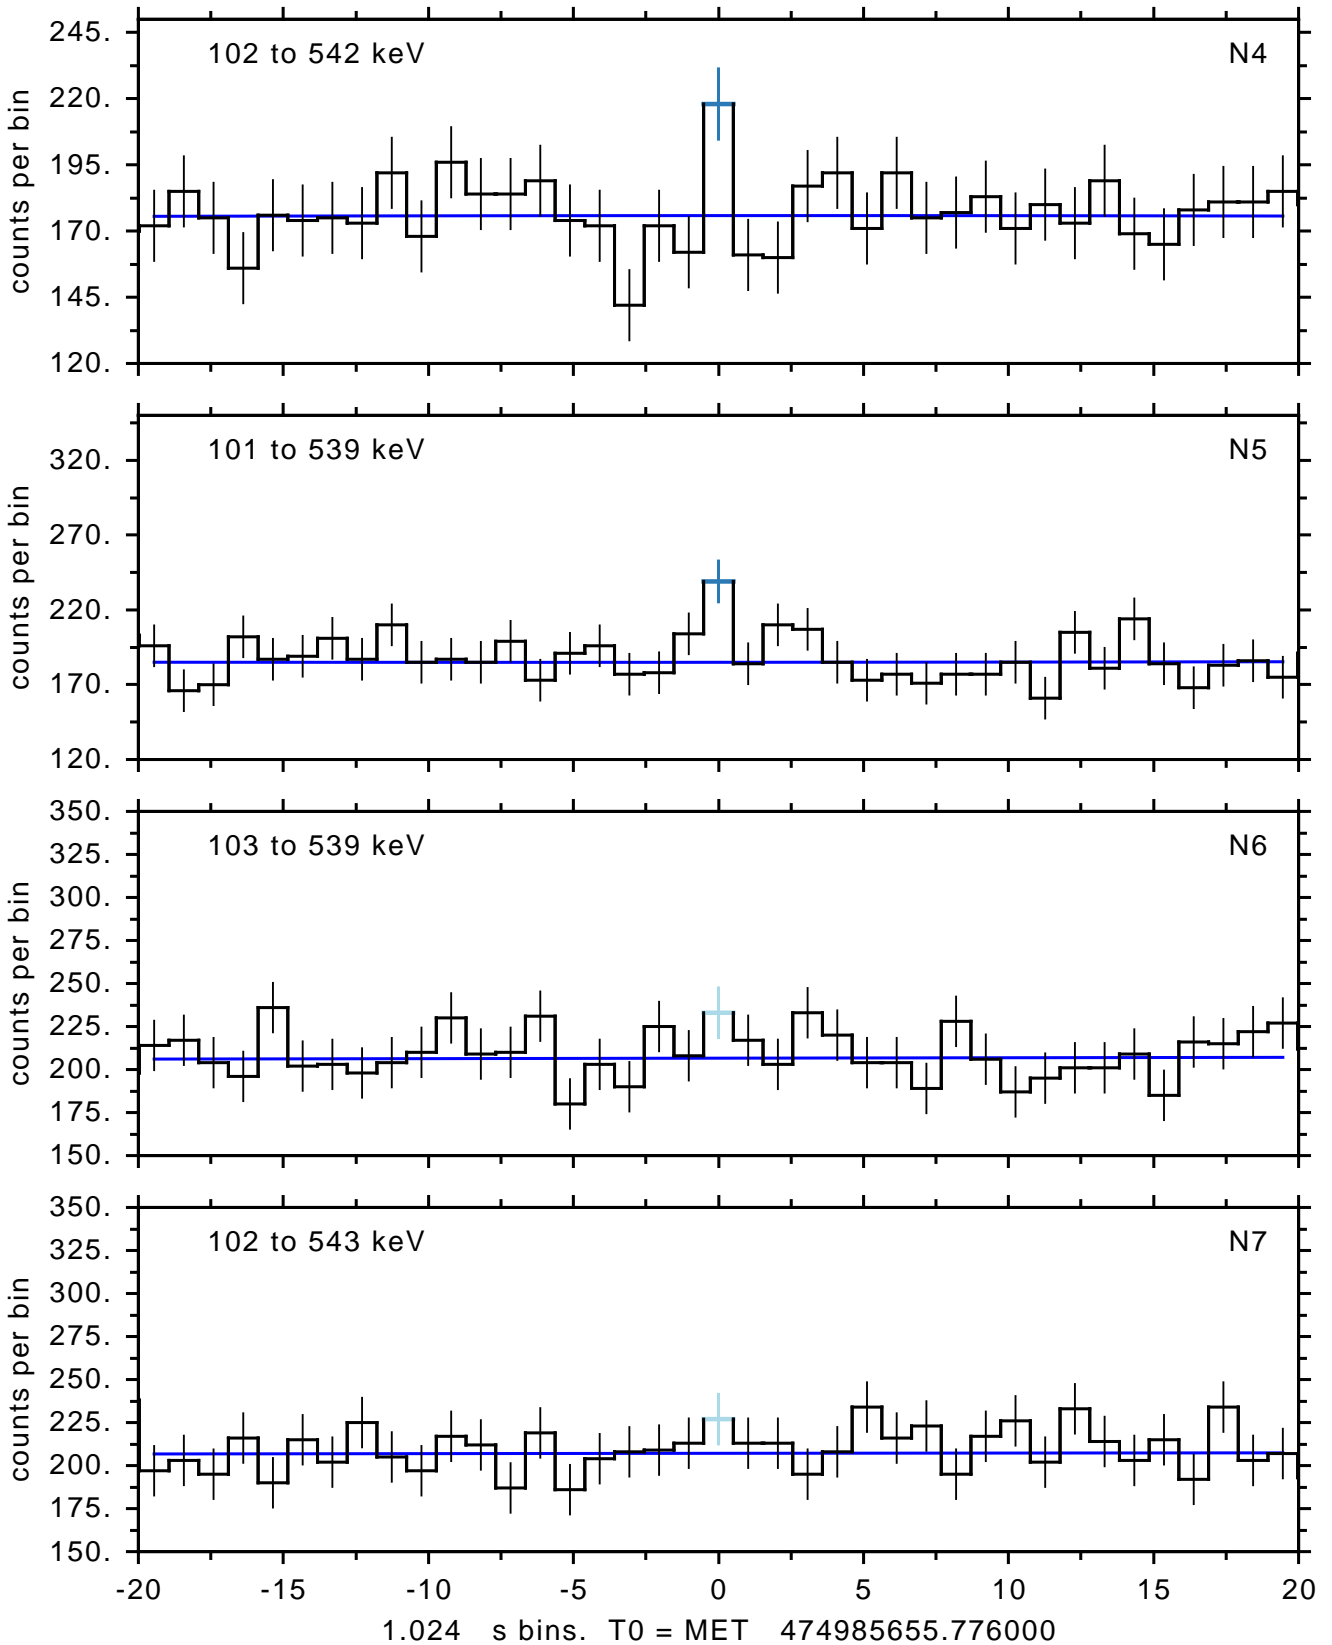 245.
102 to 542 keV
N4
220.
195.
170.
145.
120.
counts per bin
101 to 539 keV
N5
320.
270.
220.
170.
120.
counts per bin
350.
103 to 539 keV
N6
325.
300.
275.
250.
225.
200.
175.
150.
counts per bin
350.
102 to 543 keV
N7
325.
300.
275.
250.
225.
200.
175.
150.
counts per bin
-20 -15 -10 -5 0 5 10 15 20
1.024 s bins. T0 = MET 474985655.776000